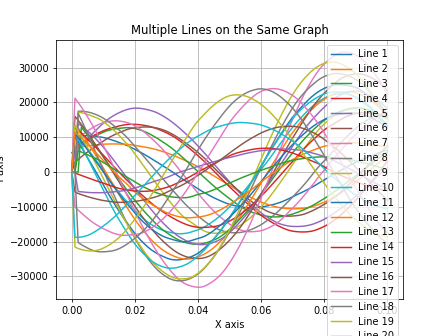 Multiple Lines on the Same Graph
30000
20000
10000
0
−10000
−20000
−30000
0.00
0.02
0.04
0.06
X axis
Line 1
Line 2
Line 3
Line 4
Line 5
Line 6
Line 7
Line 8
Line 9
Line 10
Line 11
Line 12
Line 13
Line 14
Line 15
Line 16
Line 17
Line 18
Line 19
Line 20